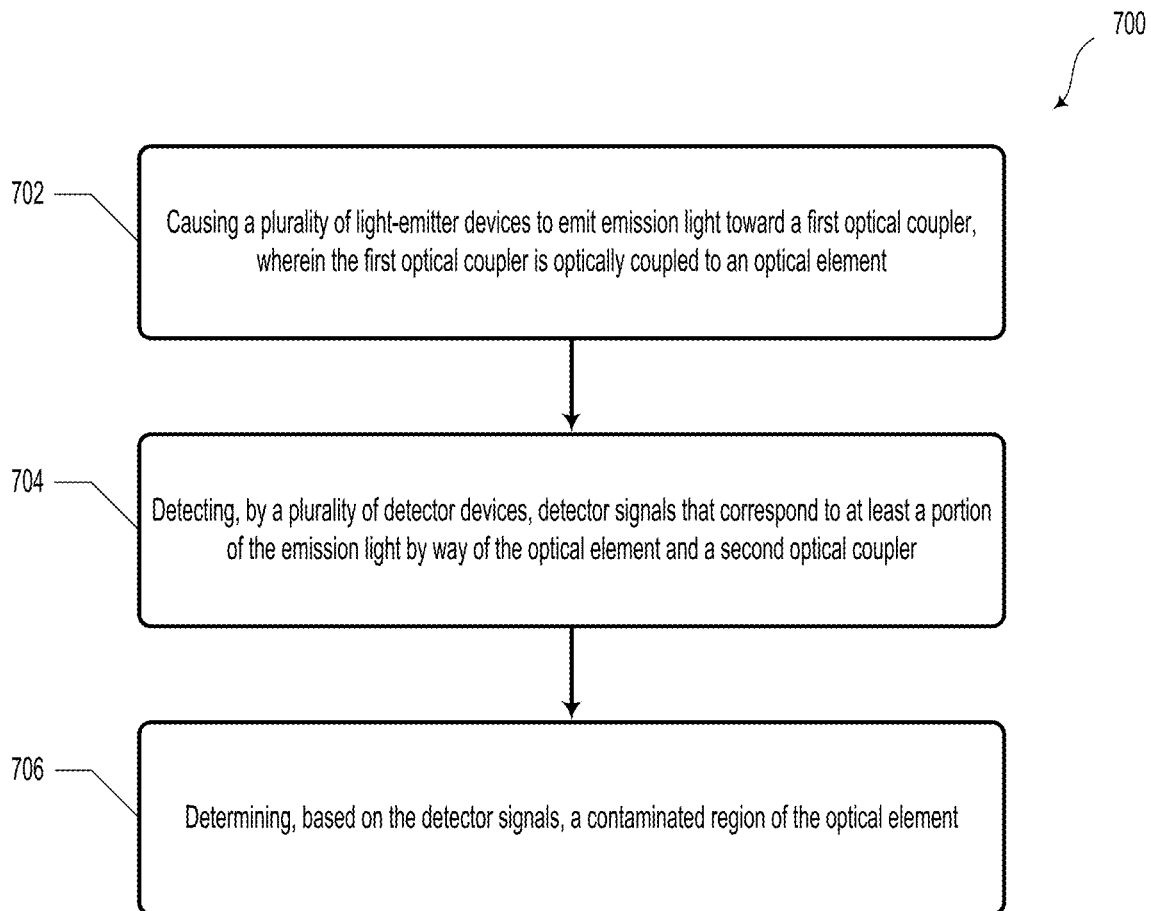 700
702
Causing a plurality of light-emitter devices to emit emission light toward a first optical coupler,
wherein the first optical coupler is optically coupled to an optical element
704
Detecting, by a plurality of detector devices, detector signals that correspond to at least a portion
of the emission light by way of the optical element and a second optical coupler
706
Determining, based on the detector signals, a contaminated region of the optical element